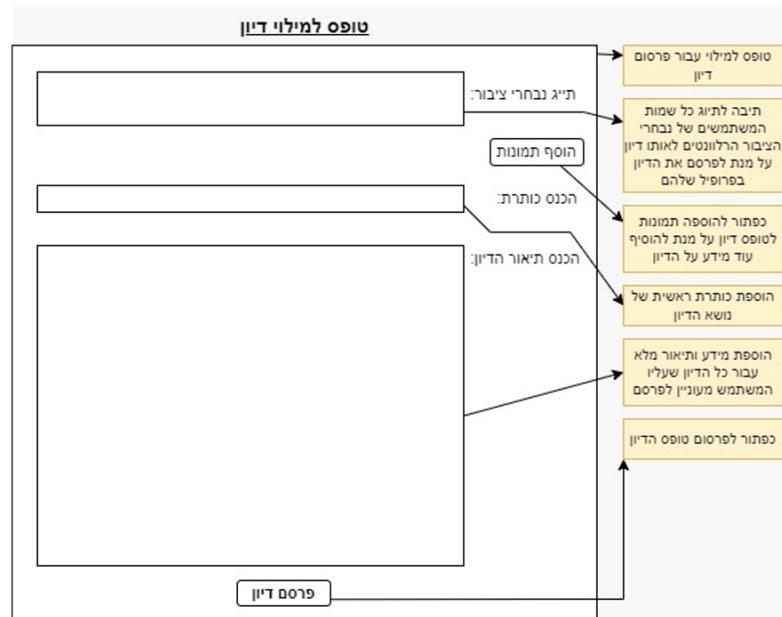 טופס למילוי דיון
תייג נבחרי ציבור:
הוסף תמונות
הכנס כותרת:
הכנס תיאור הדיון:
פרסם דיון
טופס למילוי עבור פרסום
דיון
תיבה לתיוג כל שמות
המשתמשים של נבחרי
הציבור הרלוונטים לאותו דיון
על מנת לפרסם את הדיון
בפרופיל שלהם
כפתור להוספה תמונות
לטופס דיון על מנת להוסיף
עוד מידע על הדיון
הוספת כותרת ראשית של
נושא הדיון
הוספת מידע ותיאור מלא
עבור כל הדיון שעליו
המשתמש מעוניין לפרסם
כפתור לפרסום טופס הדיון